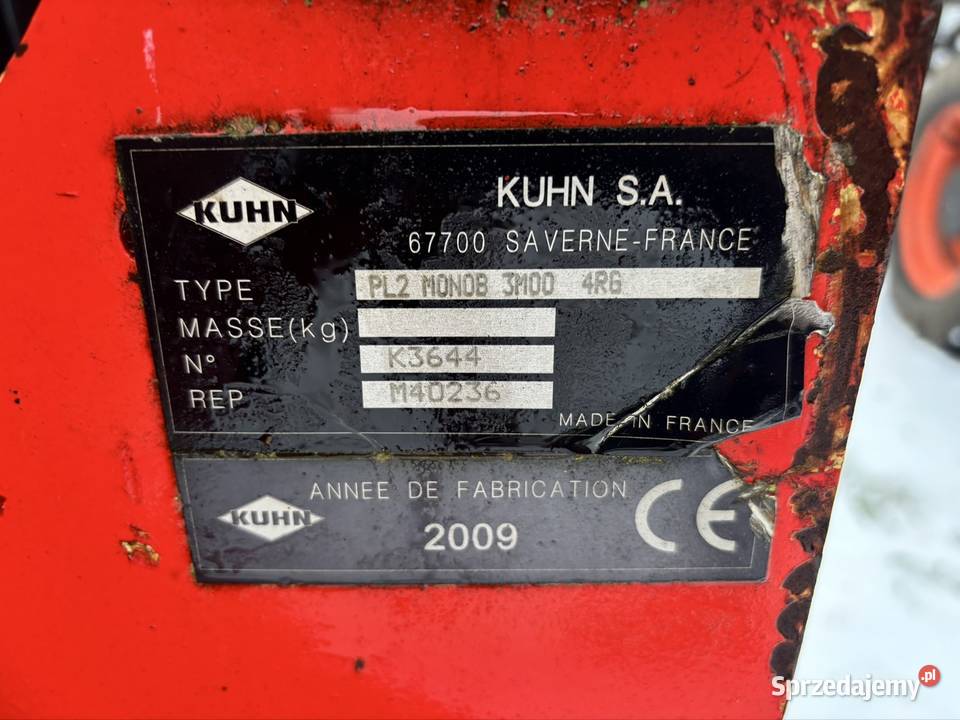 KUHN
KUHN S.A.
67700 SAVERNE-FRANCE
TYPE PL2 MONOB 3M00 4RG
MASSE(kg)
N° K3644
REP M40236
MADE IN FRANCE
KUHN
ANNEE DE FABRICATION
2009
CE
Sprzedajemy.pl